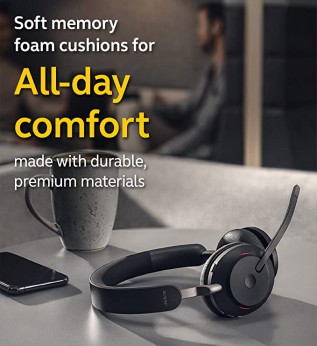 Soft memory
foam cushions for
All-day
comfort
made with durable,
premium materials